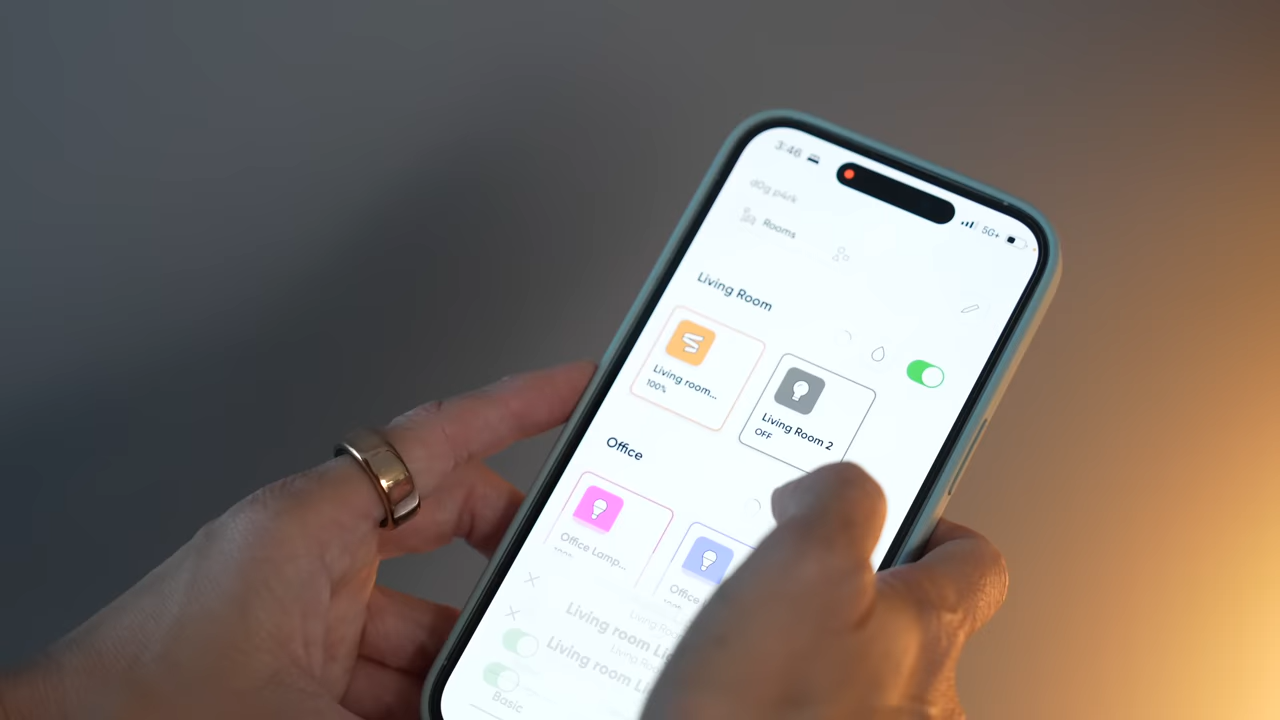 3:46
5G+
d0g p4rk
Rooms
Living Room
Living room...
100%
Living Room 2
OFF
Office
Office Lamp...
100%
Office
Living room Li
Living room Li
Basic